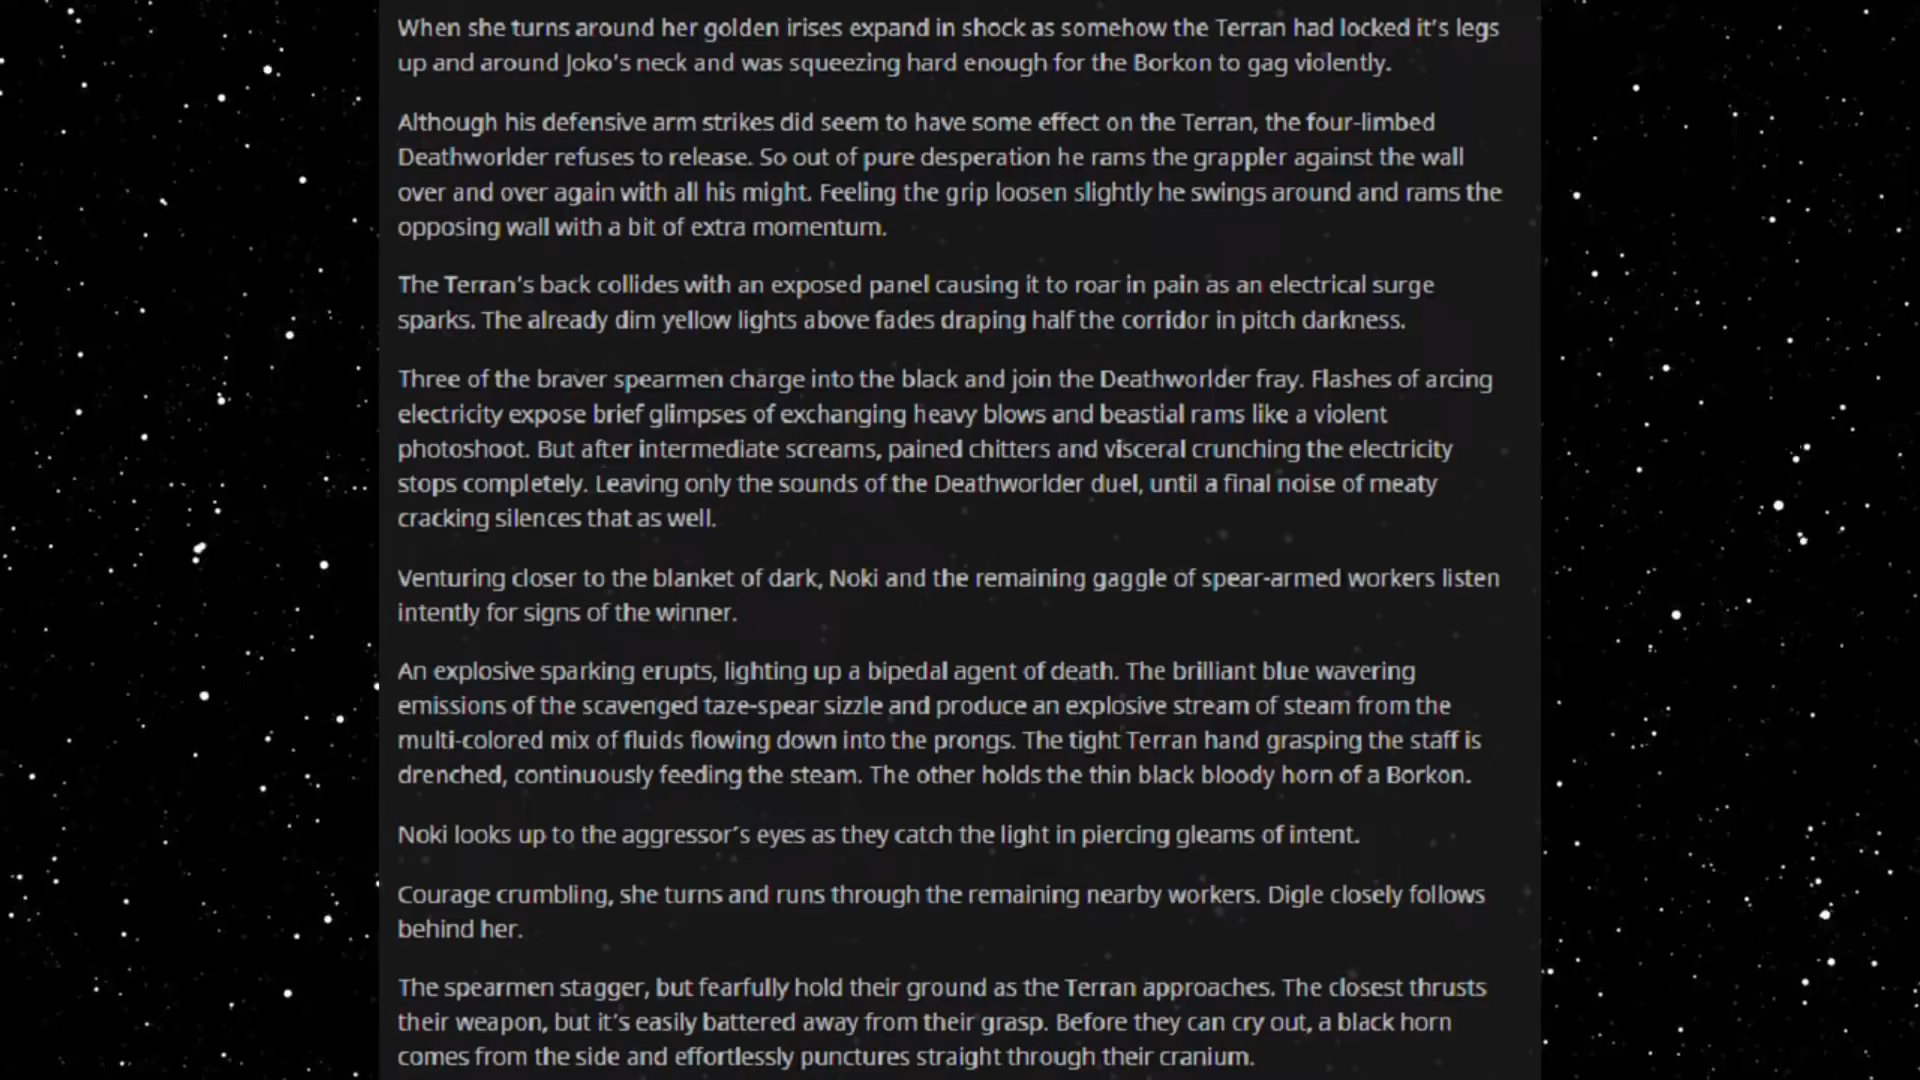 When she turns around her golden irises expand in shock as somehow the Terran had locked it's legs
up and around Joko's neck and was squeezing hard enough for the Borkon to gag violently.
Although his defensive arm strikes did seem to have some effect on the Terran, the four-limbed
Deathworlder refuses to release. So out of pure desperation he rams the grappler against the wall
over and over again with all his might. Feeling the grip loosen slightly he swings around and rams the
opposing wall with a bit of extra momentum.
The Terran's back collides with an exposed panel causing it to roar in pain as an electrical surge
sparks. The already dim yellow lights above fades draping half the corridor in pitch darkness.
Three of the braver spearmen charge into the black and join the Deathworlder fray. Flashes of arcing
electricity expose brief glimpses of exchanging heavy blows and beastial rams like a violent
photoshoot. But after intermediate screams, pained chitters and visceral crunching the electricity
stops completely. Leaving only the sounds of the Deathworlder duel, until a final noise of meaty
cracking silences that as well.
Venturing closer to the blanket of dark, Noki and the remaining gaggle of spear-armed workers listen
intently for signs of the winner.
An explosive sparking erupts, lighting up a bipedal agent of death. The brilliant blue wavering
emissions of the scavenged taze-spear sizzle and produce an explosive stream of steam from the
multi-colored mix of fluids flowing down into the prongs. The tight Terran hand grasping the staff is
drenched, continuously feeding the steam. The other holds the thin black bloody horn of a Borkon.
Noki looks up to the aggressor's eyes as they catch the light in piercing gleams of intent.
Courage crumbling, she turns and runs through the remaining nearby workers. Digle closely follows
behind her.
The spearmen stagger, but fearfully hold their ground as the Terran approaches. The closest thrusts
their weapon, but it's easily battered away from their grasp. Before they can cry out, a black horn
comes from the side and effortlessly punctures straight through their cranium.